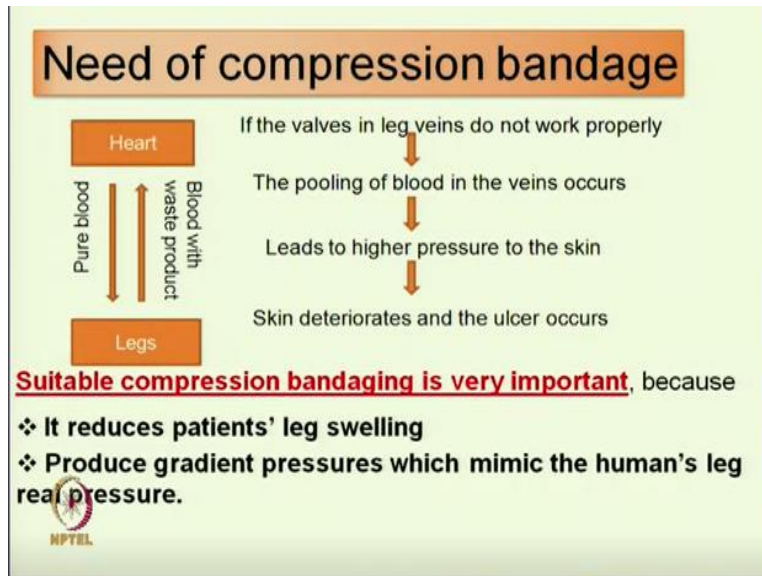 Need of compression bandage
Heart
Pure blood
Blood with
waste product
Legs
If the valves in leg veins do not work properly
The pooling of blood in the veins occurs
Leads to higher pressure to the skin
Skin deteriorates and the ulcer occurs
Suitable compression bandaging is very important, because
❖ It reduces patients’ leg swelling
❖ Produce gradient pressures which mimic the human’s leg
real pressure.
NPTEL